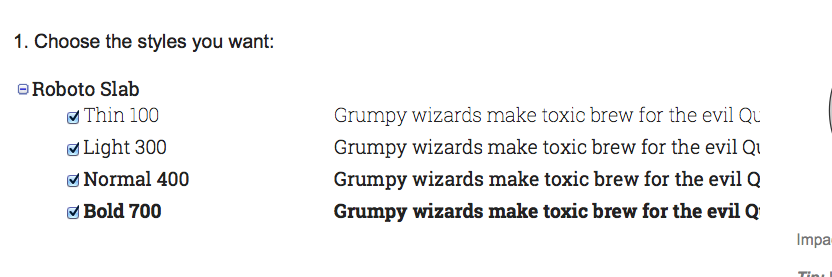 1. Choose the styles you want:
Roboto Slab
Thin 100 Grumpy wizards make toxic brew for the evil Qu
Light 300 Grumpy wizards make toxic brew for the evil Qu
Normal 400 Grumpy wizards make toxic brew for the evil Q
Bold 700 Grumpy wizards make toxic brew for the evil Q
Impa